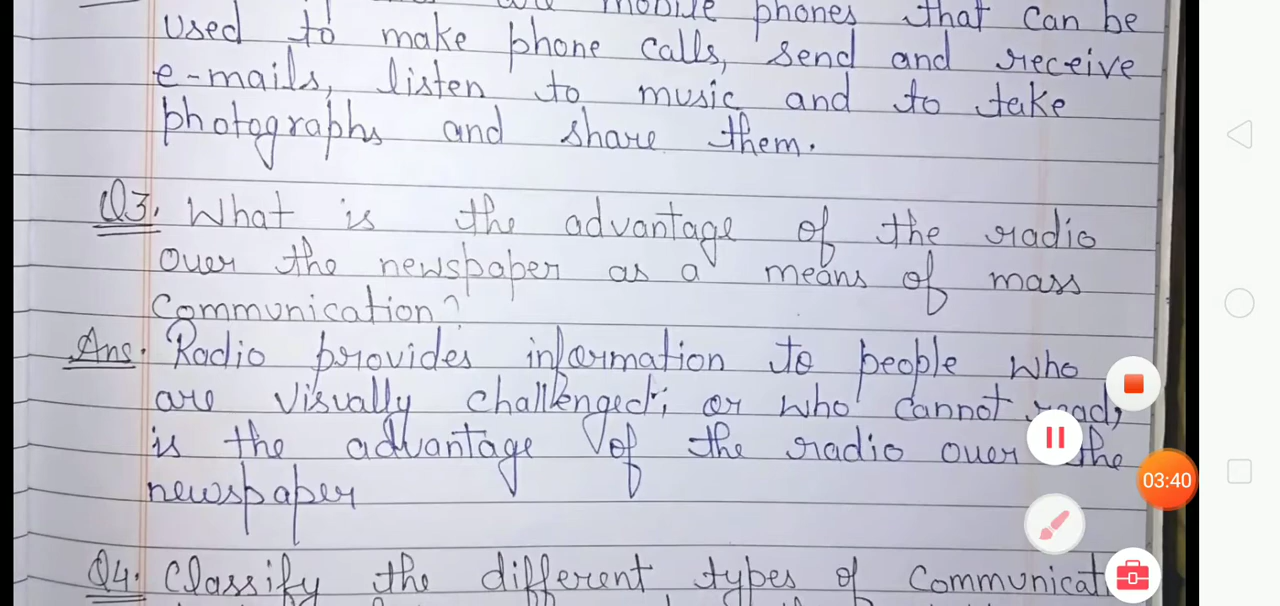 mobile phones that can be
used to make phone calls, send and receive
e-mails, listen to music and to take
photographs and share them.
Q3. What is the advantage of the radio
over the newspaper as a means of mass
communication?
Ans. Radio provides information to people who
are visually challenged, or who cannot read,
is the advantage of the radio over the
newspaper
Q4. Classify the different types of Communicat
03:40